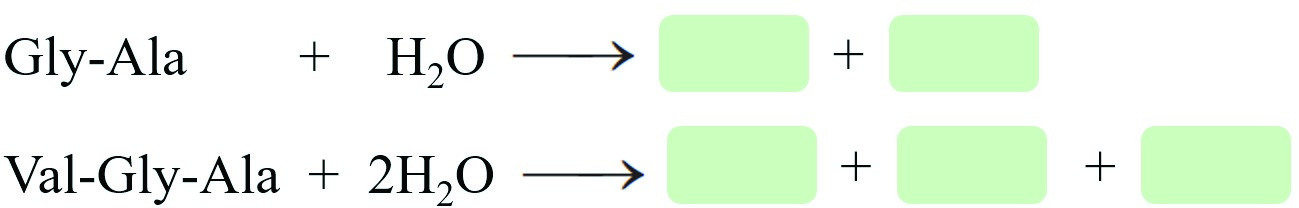 Gly-Ala + H₂O ⟶ +
Val-Gly-Ala + 2H₂O ⟶ + +